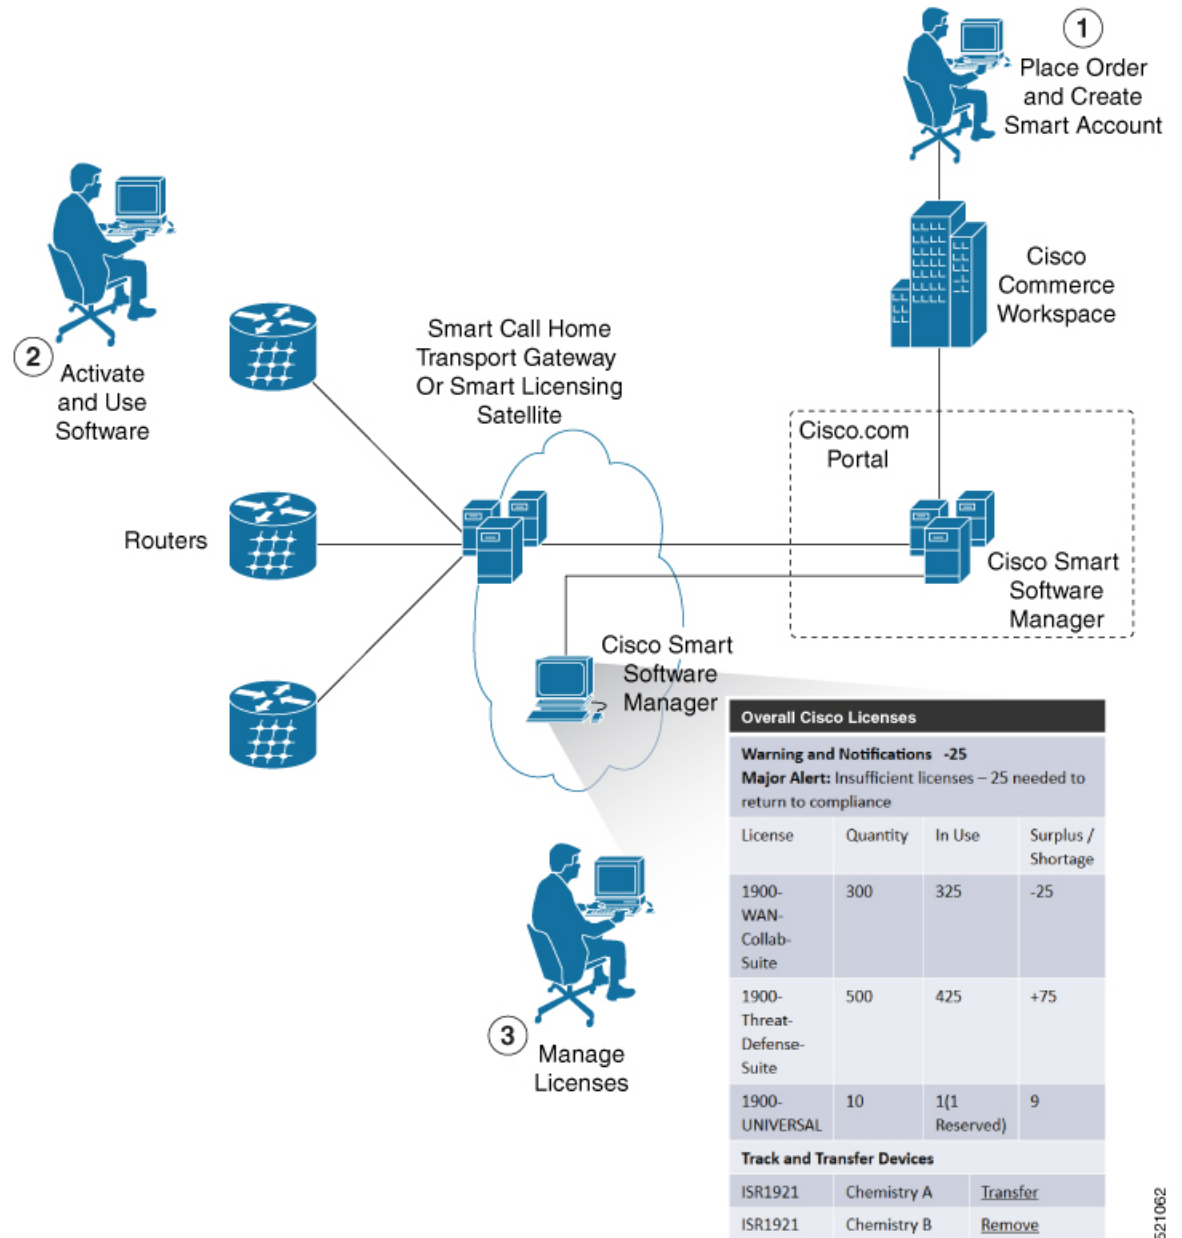 1
Place Order
and Create
Smart Account
Cisco
Commerce
Workspace
2
Activate
and Use
Software
Smart Call Home
Transport Gateway
Or Smart Licensing
Satellite
Cisco.com
Portal
Routers
Cisco Smart
Software
Manager
Cisco Smart
Software
Manager
3
Manage
Licenses
Overall Cisco Licenses
Warning and Notifications -25
Major Alert: Insufficient licenses – 25 needed to
return to compliance
License Quantity In Use Surplus /
Shortage
1900- 300 325 -25
WAN-
Collab-
Suite
1900- 500 425 +75
Threat-
Defense-
Suite
1900- 10 1(1 9
UNIVERSAL Reserved)
Track and Transfer Devices
ISR1921 Chemistry A Transfer
ISR1921 Chemistry B Remove
521062